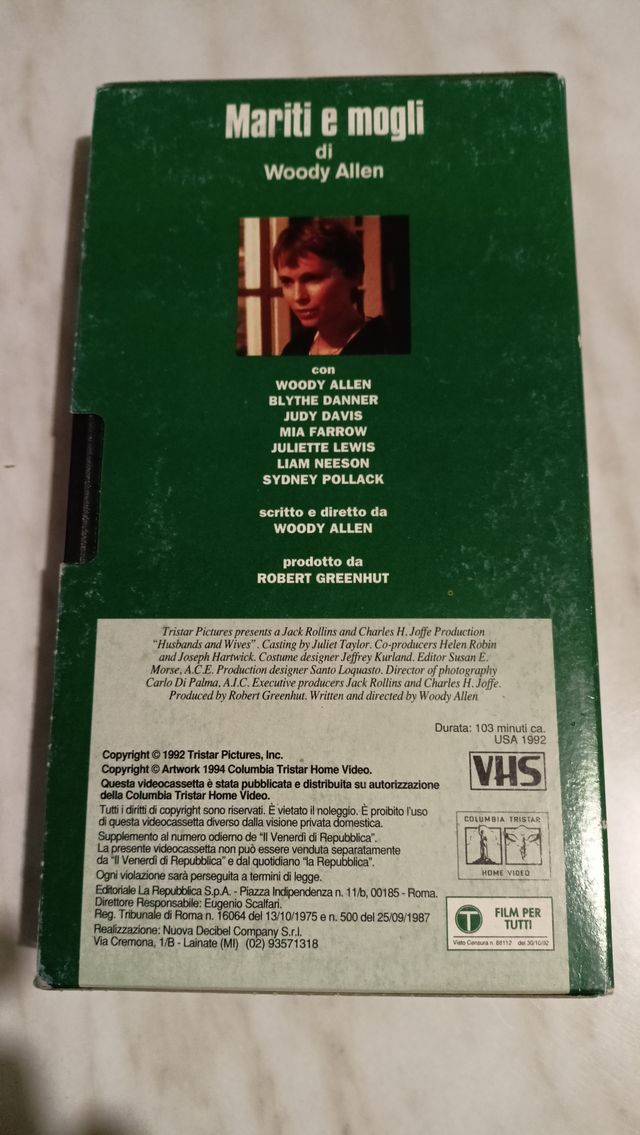 Mariti e mogli
di
Woody Allen
con
WOODY ALLEN
BLYTHE DANNER
JUDY DAVIS
MIA FARROW
JULIETTE LEWIS
LIAM NEESON
SYDNEY POLLACK
scritto e diretto da
WOODY ALLEN
prodotto da
ROBERT GREENHUT
Tristar Pictures presents a Jack Rollins and Charles H. Joffe Production
"Husbands and Wives". Casting by Juliet Taylor. Co-producers Helen Robin
and Joseph Hartwick. Costume designer Jeffrey Kurland. Editor Susan E.
Morse, A.C.E. Production designer Santo Loquasto. Director of photography
Carlo Di Palma, A.I.C. Executive producers Jack Rollins and Charles H. Joffe.
Produced by Robert Greenhut. Written and directed by Woody Allen
Durata: 103 minuti ca.
USA 1992
Copyright © 1992 Tristar Pictures, Inc.
Copyright © Artwork 1994 Columbia Tristar Home Video.
Questa videocassetta è stata pubblicata e distribuita su autorizzazione
della Columbia Tristar Home Video.
Tutti i diritti di copyright sono riservati. È vietato il noleggio. È proibito l'uso
di questa videocassetta diverso dalla visione privata domestica.
Supplemento al numero odierno de "Il Venerdì di Repubblica".
La presente videocassetta non può essere venduta separatamente
da "Il Venerdì di Repubblica" e dal quotidiano "la Repubblica".
Ogni violazione sarà perseguita a termini di legge.
Editoriale La Repubblica S.p.A. - Piazza Indipendenza n. 11/b, 00185 - Roma.
Direttore Responsabile: Eugenio Scalfari.
Reg. Tribunale di Roma n. 16064 del 13/10/1975 e n. 500 del 25/09/1987
Realizzazione: Nuova Decibel Company S.r.l.
Via Cremona, 1/B - Lainate (MI) (02) 93571318
VHS
COLUMBIA TRISTAR
HOME VIDEO
T
FILM PER
TUTTI
Visto Censura n. 88112 del 30/10/92